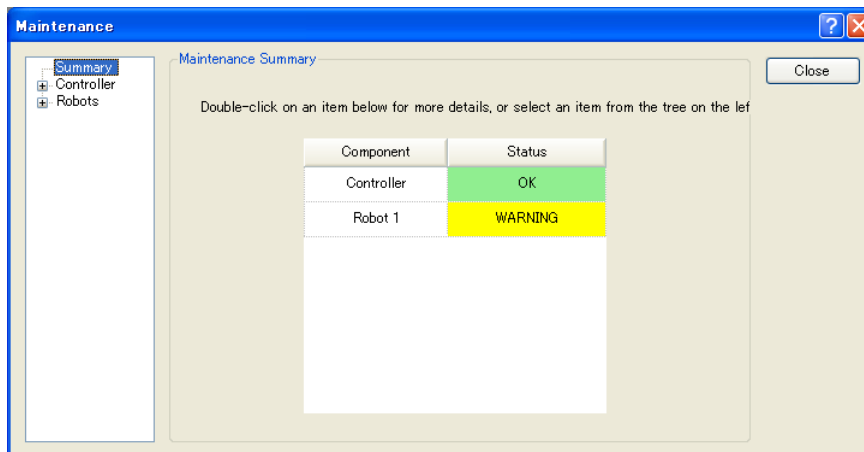 Maintenance
Summary
Controller
Robots
Maintenance Summary
Close
Double-click on an item below for more details, or select an item from the tree on the lef
Component Status
Controller OK
Robot 1 WARNING